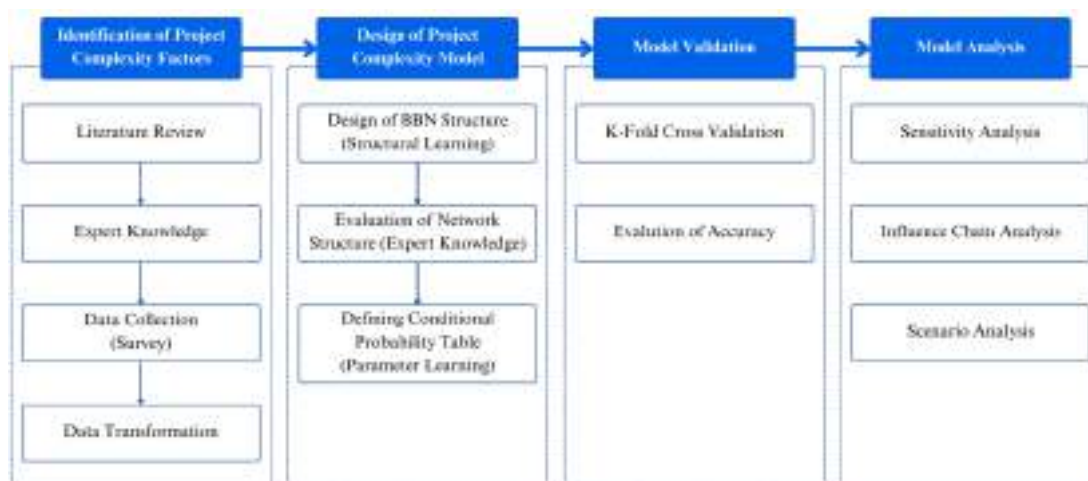 Identification of Project
Complexity Factors
Literature Review
Expert Knowledge
Data Collection
(Survey)
Data Transformation
Design of Project
Complexity Model
Design of BBN Structure
(Structural Learning)
Evaluation of Network
Structure (Expert Knowledge)
Defining Conditional
Probability Table
(Parameter Learning)
Model Validation
K-Fold Cross Validation
Evalution of Accuracy
Model Analysis
Sensitivity Analysis
Influence Chain Analysis
Scenario Analysis